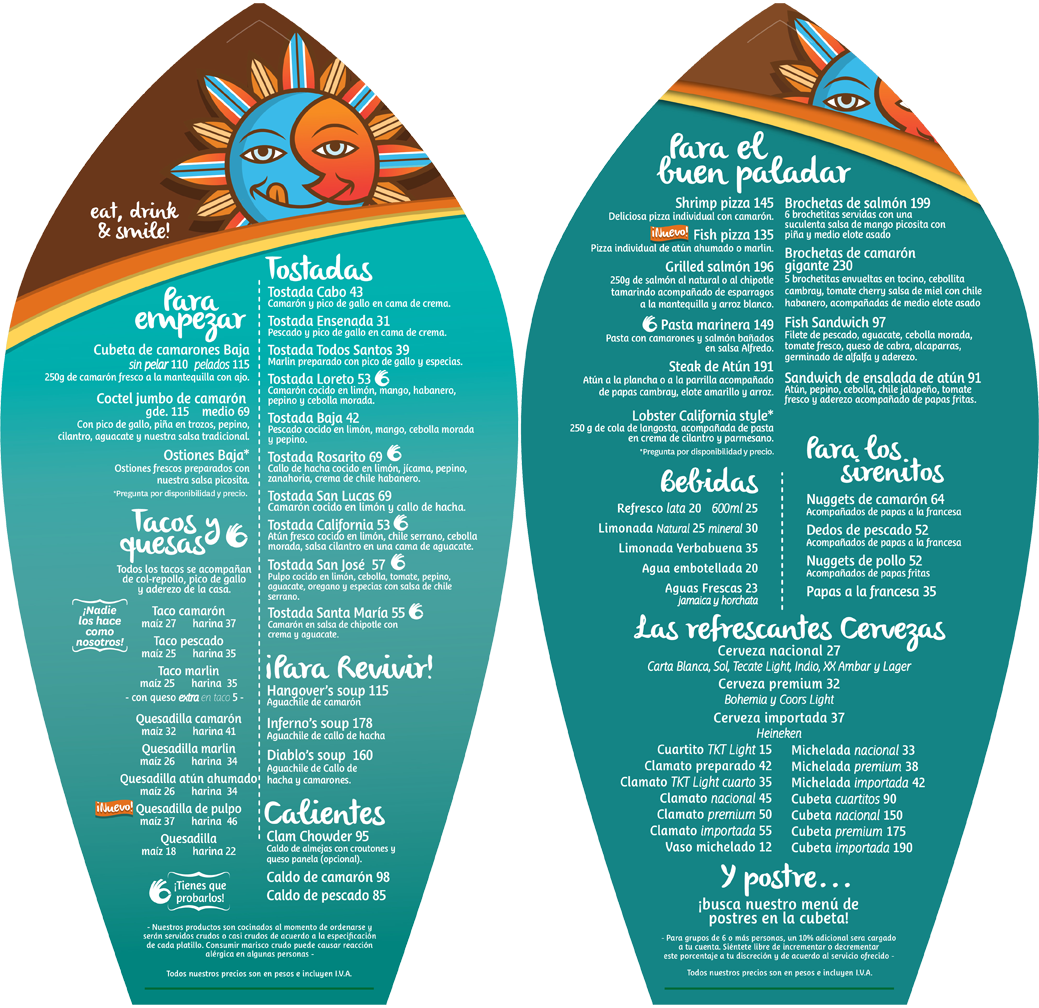 eat, drink
& smile!
Para
empezar
Cubeta de camarones Baja
sin pelar 110 pelados 115
250g de camarón fresco a la mantequilla con ajo.
Coctel jumbo de camarón
gde. 115 medio 69
Con pico de gallo, piña en trozos, pepino,
cilantro, aguacate y nuestra salsa tradicional.
Ostiones Baja*
Ostiones frescos preparados con
nuestra salsa picosita.
*Pregunta por disponibilidad y precio.
Tacos y
quesas
Todos los tacos se acompañan
de col-repollo, pico de gallo
y aderezo de la casa.
¡Nadie
los hace
como
nosotros!
Taco camarón
maíz 27 harina 37
Taco pescado
maíz 25 harina 35
Taco marlin
maíz 25 harina 35
- con queso extra en taco 5 -
Quesadilla camarón
maíz 32 harina 41
Quesadilla marlin
maíz 26 harina 34
Quesadilla atún ahumado
maíz 26 harina 34
¡Nuevo! Quesadilla de pulpo
maíz 37 harina 46
Quesadilla
maíz 18 harina 22
¡Tienes que
probarlos!
Tostadas
Tostada Cabo 43
Camarón y pico de gallo en cama de crema.
Tostada Ensenada 31
Pescado y pico de gallo en cama de crema.
Tostada Todos Santos 39
Marlin preparado con pico de gallo y especias.
Tostada Loreto 53
Camarón cocido en limón, mango, habanero,
pepino y cebolla morada.
Tostada Baja 42
Pescado cocido en limón, mango, cebolla morada
y pepino.
Tostada Rosarito 69
Callo de hacha cocido en limón, jícama, pepino,
zanahoria, crema de chile habanero.
Tostada San Lucas 69
Camarón cocido en limón y callo de hacha.
Tostada California 53
Atún fresco cocido en limón, chile serrano, cebolla
morada, salsa cilantro en una cama de aguacate.
Tostada San José 57
Pulpo cocido en limón, cebolla, tomate, pepino,
aguacate, oregano y especias con salsa de chile
serrano.
Tostada Santa María 55
Camarón en salsa de chipotle con
crema y aguacate.
¡Para Revivir!
Hangover's soup 115
Aguachile de camarón
Inferno's soup 178
Aguachile de callo de hacha
Diablo's soup 160
Aguachile de Callo de
hacha y camarones.
Calientes
Clam Chowder 95
Caldo de almejas con croutones y
queso panela (opcional).
Caldo de camarón 98
Caldo de pescado 85
- Nuestros productos son cocinados al momento de ordenarse y
serán servidos crudos o casi crudos de acuerdo a la especificación
de cada platillo. Consumir marisco crudo puede causar reacción
alérgica en algunas personas -
Todos nuestros precios son en pesos e incluyen I.V.A.
Para el
buen paladar
Shrimp pizza 145
Deliciosa pizza individual con camarón.
¡Nuevo! Fish pizza 135
Pizza individual de atún ahumado o marlin.
Grilled salmón 196
250g de salmón al natural o al chipotle
tamarindo acompañado de esparragos
a la mantequilla y arroz blanco.
Pasta marinera 149
Pasta con camarones y salmón bañados
en salsa Alfredo.
Steak de Atún 191
Atún a la plancha o a la parrilla acompañado
de papas cambray, elote amarillo y arroz.
Lobster California style*
250 g de cola de langosta, acompañada de pasta
en crema de cilantro y parmesano.
*Pregunta por disponibilidad y precio.
Brochetas de salmón 199
6 brochetitas servidas con una
suculenta salsa de mango picosita con
piña y medio elote asado
Brochetas de camarón
gigante 230
5 brochetitas envueltas en tocino, cebollita
cambray, tomate cherry salsa de miel con chile
habanero, acompañadas de medio elote asado
Fish Sandwich 97
Filete de pescado, aguacate, cebolla morada,
tomate fresco, queso de cabra, alcaparras,
germinado de alfalfa y aderezo.
Sandwich de ensalada de atún 91
Atún, pepino, cebolla, chile jalapeño, tomate
fresco y aderezo acompañado de papas fritas.
Bebidas
Refresco lata 20 600ml 25
Limonada Natural 25 mineral 30
Limonada Yerbabuena 35
Agua embotellada 20
Aguas Frescas 23
jamaica y horchata
Para los
sirenitos
Nuggets de camarón 64
Acompañados de papas a la francesa
Dedos de pescado 52
Acompañados de papas a la francesa
Nuggets de pollo 52
Acompañados de papas fritas
Papas a la francesa 35
Las refrescantes Cervezas
Cerveza nacional 27
Carta Blanca, Sol, Tecate Light, Indio, XX Ambar y Lager
Cerveza premium 32
Bohemia y Coors Light
Cerveza importada 37
Heineken
Cuartito TKT Light 15
Clamato preparado 42
Clamato TKT Light cuarto 35
Clamato nacional 45
Clamato premium 50
Clamato importada 55
Vaso michelado 12
Michelada nacional 33
Michelada premium 38
Michelada importada 42
Cubeta cuartitos 90
Cubeta nacional 150
Cubeta premium 175
Cubeta importada 190
Y postre...
¡busca nuestro menú de
postres en la cubeta!
- Para grupos de 6 o más personas, un 10% adicional sera cargado
a tu cuenta. Siéntete libre de incrementar o decrementar
este porcentaje a tu discreción y de acuerdo al servicio ofrecido -
Todos nuestros precios son en pesos e incluyen I.V.A.